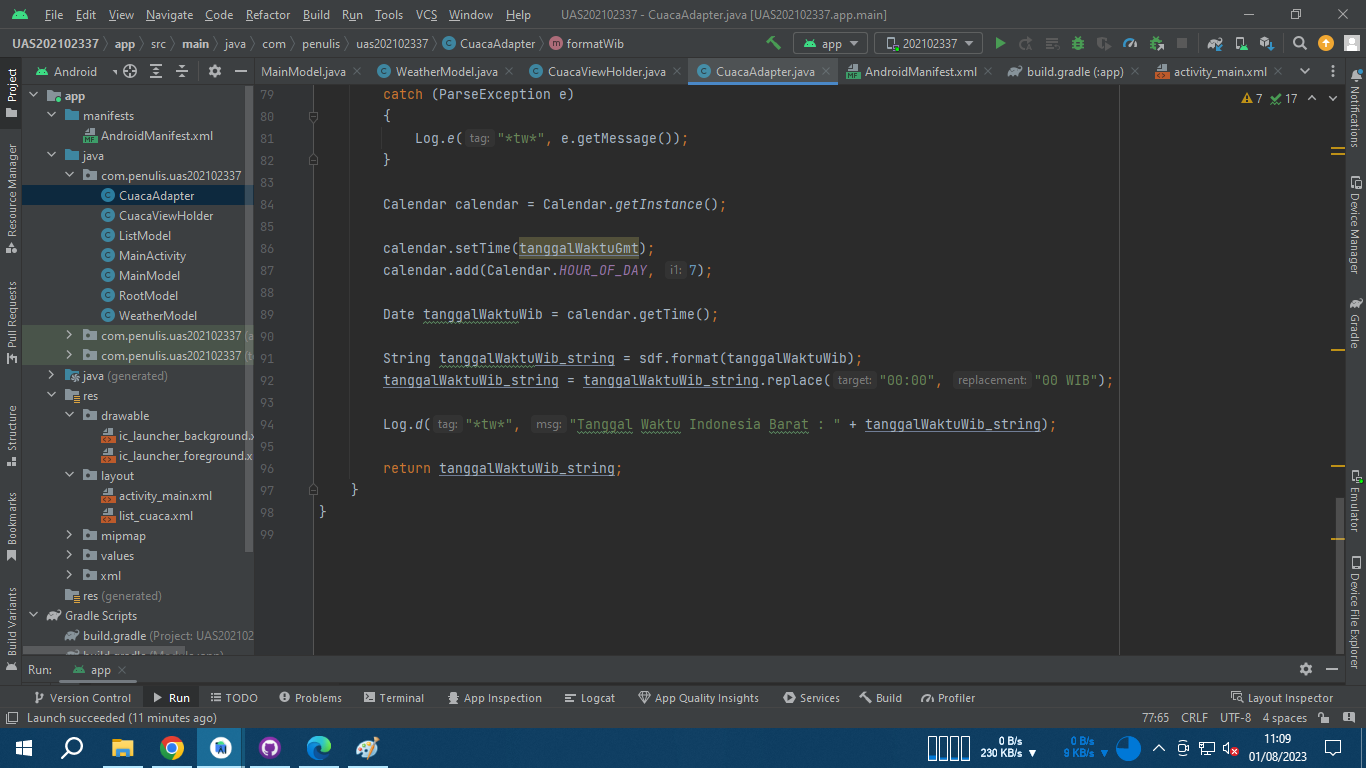 File Edit View Navigate Code Refactor Build Run Tools VCS Window Help UAS202102337 - CuacaAdapter.java [UAS202102337.app.main]
UAS202102337 app src main java com penulis uas202102337 CuacaAdapter formatWib app 202102337
Android MainModel.java WeatherModel.java CuacaViewHolder.java CuacaAdapter.java AndroidManifest.xml build.gradle (:app) activity_main.xml
Project
Resource Manager
Pull Requests
Structure
Bookmarks
Build Variants
app
manifests
AndroidManifest.xml
java
com.penulis.uas202102337
CuacaAdapter
CuacaViewHolder
ListModel
MainActivity
MainModel
RootModel
WeatherModel
com.penulis.uas202102337 (a
com.penulis.uas202102337 (t
java (generated)
res
drawable
ic_launcher_background.x
ic_launcher_foreground.x
layout
activity_main.xml
list_cuaca.xml
mipmap
values
xml
res (generated)
Gradle Scripts
build.gradle (Project: UAS202102
7 17
79 catch (ParseException e)
80 {
81 Log.e( tag: "*tw*", e.getMessage());
82 }
83
84 Calendar calendar = Calendar.getInstance();
85
86 calendar.setTime(tanggalWaktuGmt);
87 calendar.add(Calendar.HOUR_OF_DAY, i1: 7);
88
89 Date tanggalWaktuWib = calendar.getTime();
90
91 String tanggalWaktuWib_string = sdf.format(tanggalWaktuWib);
92 tanggalWaktuWib_string = tanggalWaktuWib_string.replace( target: "00:00", replacement: "00 WIB");
93
94 Log.d( tag: "*tw*", msg: "Tanggal Waktu Indonesia Barat : " + tanggalWaktuWib_string);
95
96 return tanggalWaktuWib_string;
97 }
98 }
99
Notifications
Device Manager
Gradle
Emulator
Device File Explorer
Run: app
Version Control Run TODO Problems Terminal App Inspection Logcat App Quality Insights Services Build Profiler Layout Inspector
Launch succeeded (11 minutes ago) 77:65 CRLF UTF-8 4 spaces
0 B/s 0 B/s 11:09
230 KB/s 9 KB/s 01/08/2023